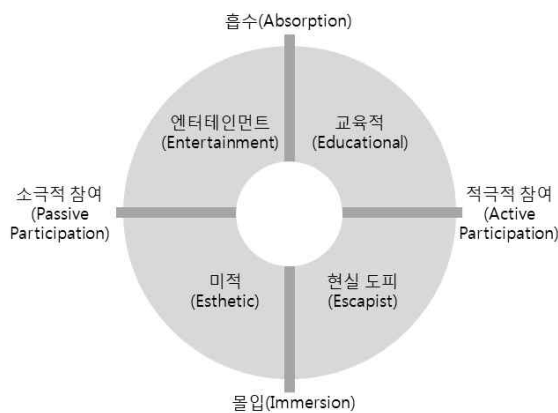 흡수(Absorption)
엔터테인먼트
(Entertainment)
교육적
(Educational)
소극적 참여
(Passive
Participation)
적극적 참여
(Active
Participation)
미적
(Esthetic)
현실 도피
(Escapist)
몰입(Immersion)